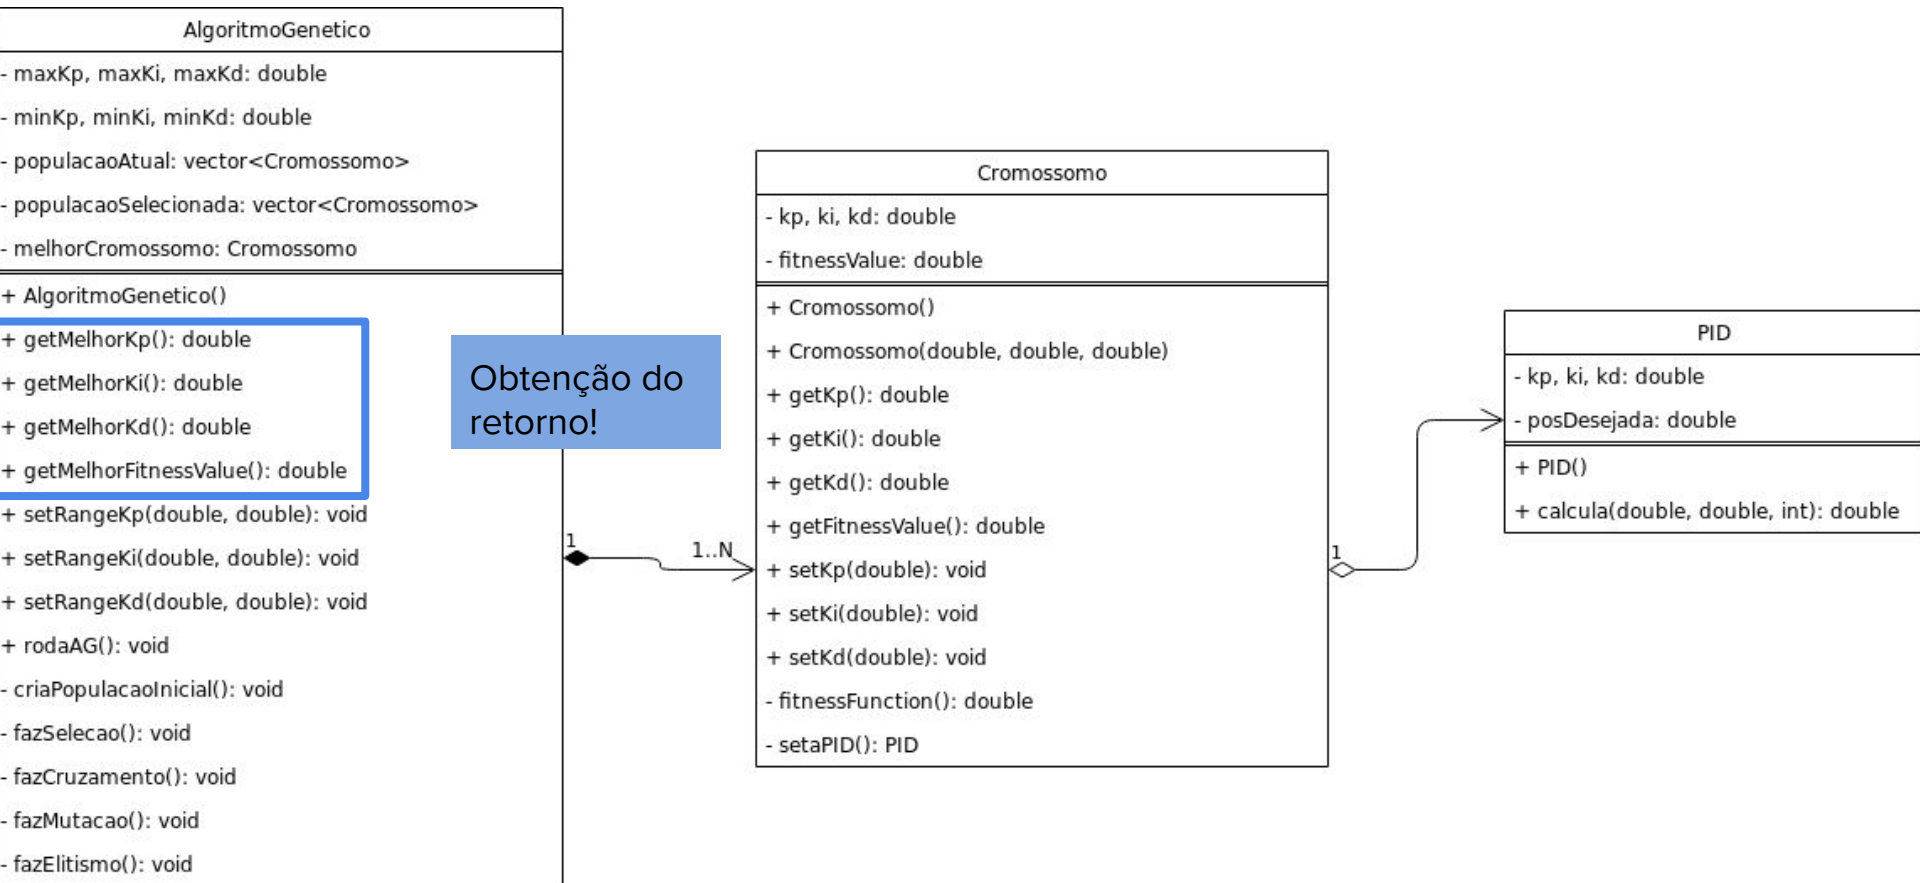 AlgoritmoGenetico
- maxKp, maxKi, maxKd: double
- minKp, minKi, minKd: double
- populacaoAtual: vector<Cromossomo>
- populacaoSelecionada: vector<Cromossomo>
- melhorCromossomo: Cromossomo
+ AlgoritmoGenetico()
+ getMelhorKp(): double
+ getMelhorKi(): double
+ getMelhorKd(): double
+ getMelhorFitnessValue(): double
+ setRangeKp(double, double): void
+ setRangeKi(double, double): void
+ setRangeKd(double, double): void
+ rodaAG(): void
- criaPopulacaoInicial(): void
- fazSelecao(): void
- fazCruzamento(): void
- fazMutacao(): void
- fazElitismo(): void
Obtenção do
retorno!
1
1..N
Cromossomo
- kp, ki, kd: double
- fitnessValue: double
+ Cromossomo()
+ Cromossomo(double, double, double)
+ getKp(): double
+ getKi(): double
+ getKd(): double
+ getFitnessValue(): double
+ setKp(double): void
+ setKi(double): void
+ setKd(double): void
- fitnessFunction(): double
- setaPID(): PID
1
PID
- kp, ki, kd: double
- posDesejada: double
+ PID()
+ calcula(double, double, int): double